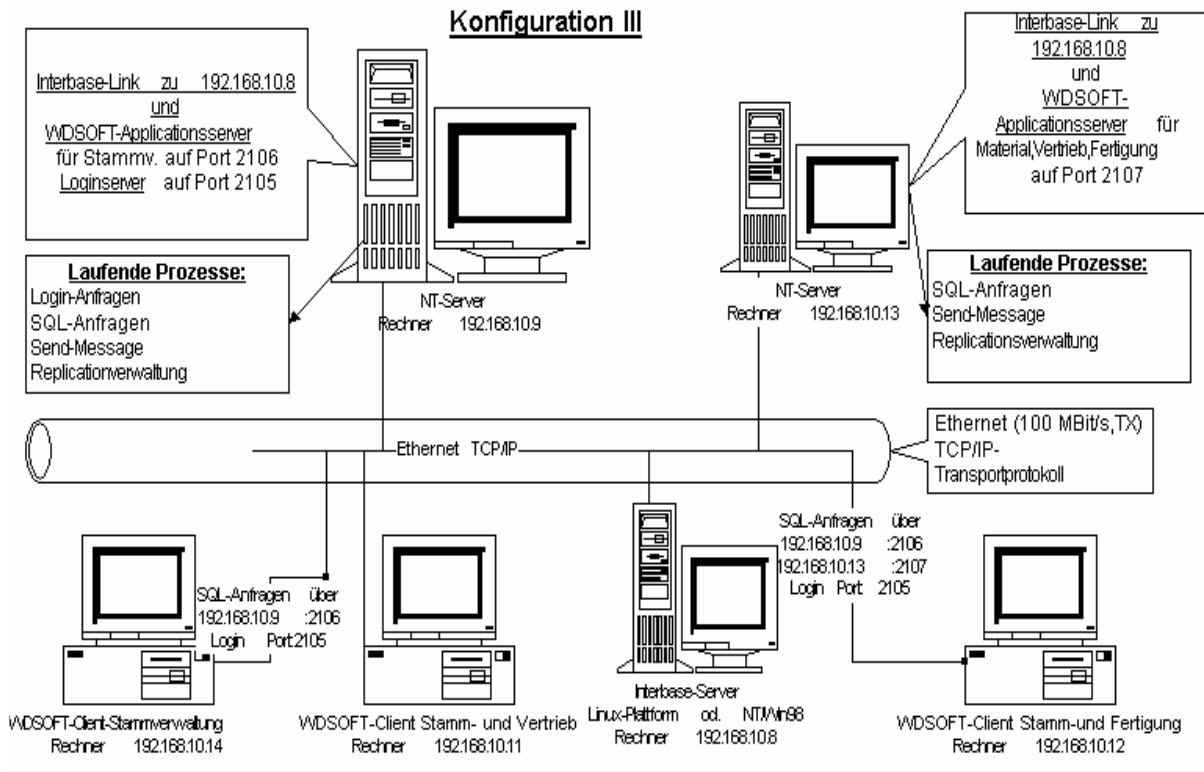 Konfiguration III
Interbase-Link zu 192.168.10.8
und
WDSOFT-Applicationsserver
für Stammv. auf Port 2106
Loginserver auf Port 2105
Interbase-Link zu
192.168.10.8
und
WDSOFT-
Applicationsserver für
Material,Vertrieb,Fertigung
auf Port 2107
Laufende Prozesse:
Login-Anfragen
SQL-Anfragen
Send-Message
Replicationverwaltung
NT-Server
Rechner 192.168.10.9
NT-Server
Rechner 192.168.10.13
Laufende Prozesse:
SQL-Anfragen
Send-Message
Replicationsverwaltung
Ethernet TCP/IP
Ethernet (100 MBit/s,TX)
TCP/IP-
Transportprotokoll
SQL-Anfragen über
192.168.10.9 :2106
Login Port:2105
SQL-Anfragen über
192.168.10.9 :2106
192.168.10.13 :2107
Login Port: 2105
WDSOFT-Client-Stammverwaltung
Rechner 192.168.10.14
WDSOFT-Client Stamm- und Vertrieb
Rechner 192.168.10.11
Interbase-Server
Linux-Plattform od. NT/Win98
Rechner 192.168.10.8
WDSOFT-Client Stamm-und Fertigung
Rechner 192.168.10.12